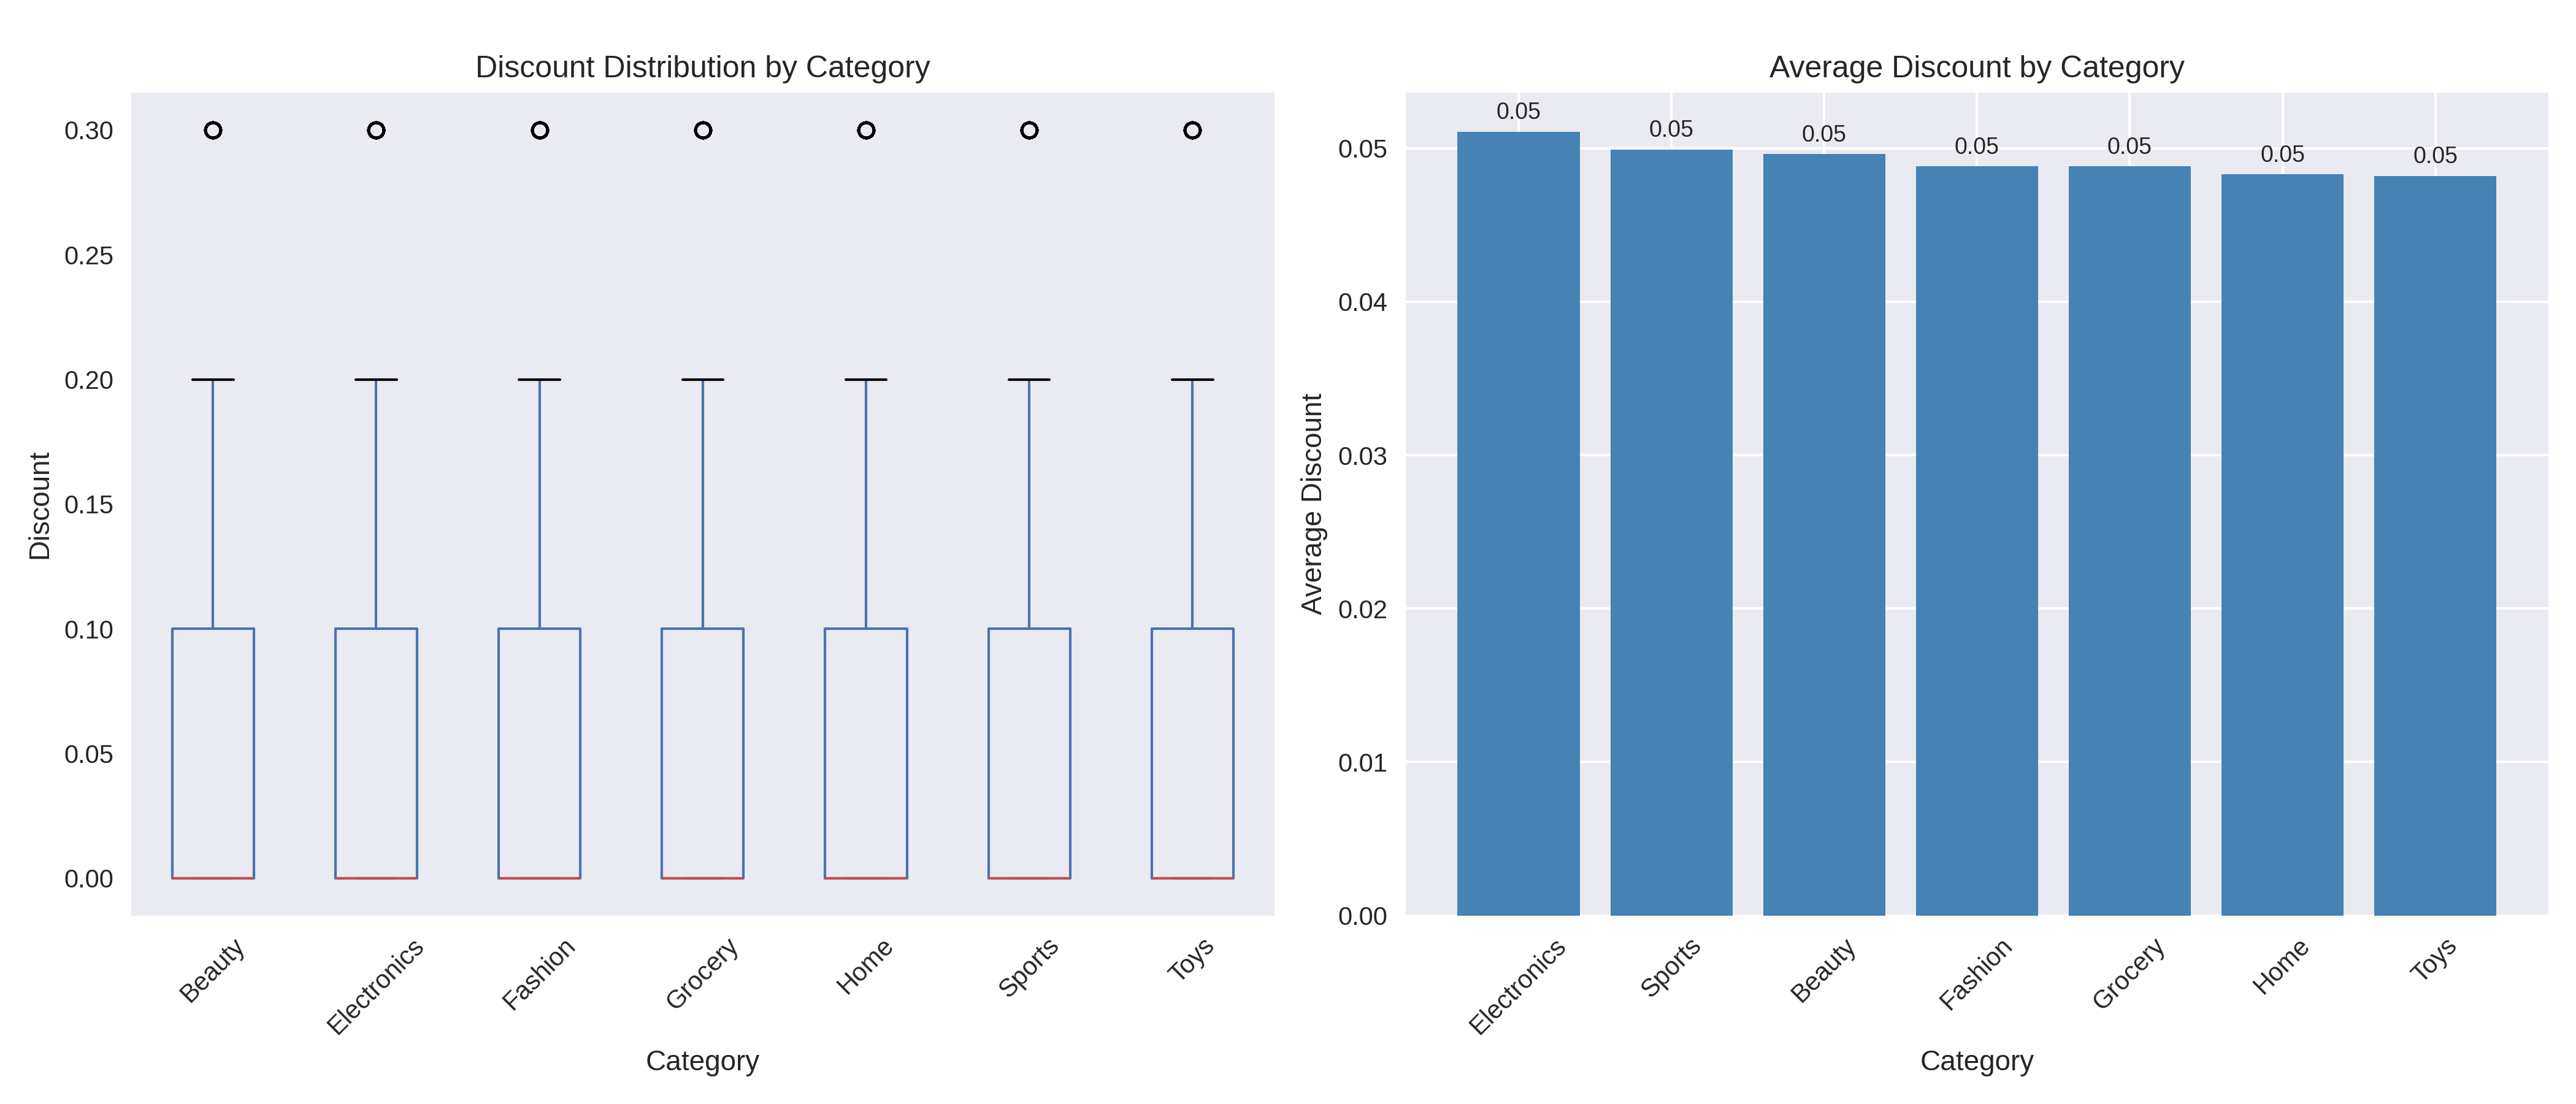 Discount Distribution by Category
0.30
0.25
0.20
0.15
0.10
0.05
0.00
Discount
Beauty
Electronics
Fashion
Grocery
Home
Sports
Toys
Category
Average Discount by Category
0.05
0.04
0.03
0.02
0.01
0.00
Average Discount
0.05
0.05
0.05
0.05
0.05
0.05
0.05
Electronics
Sports
Beauty
Fashion
Grocery
Home
Toys
Category